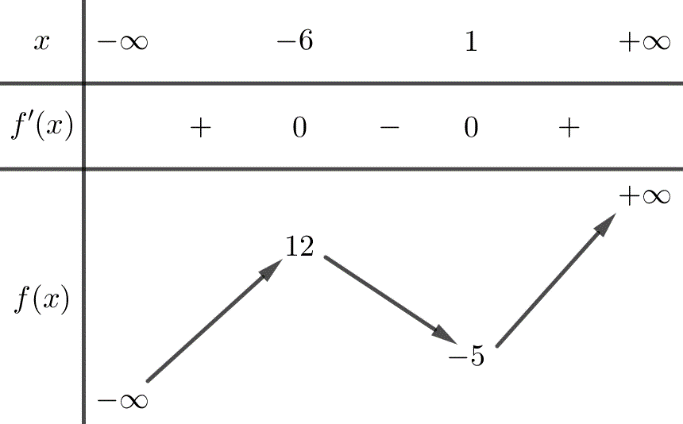 x −∞ −6 1 +∞
f′(x) + 0 − 0 +
+∞
12
f(x)
−5
−∞